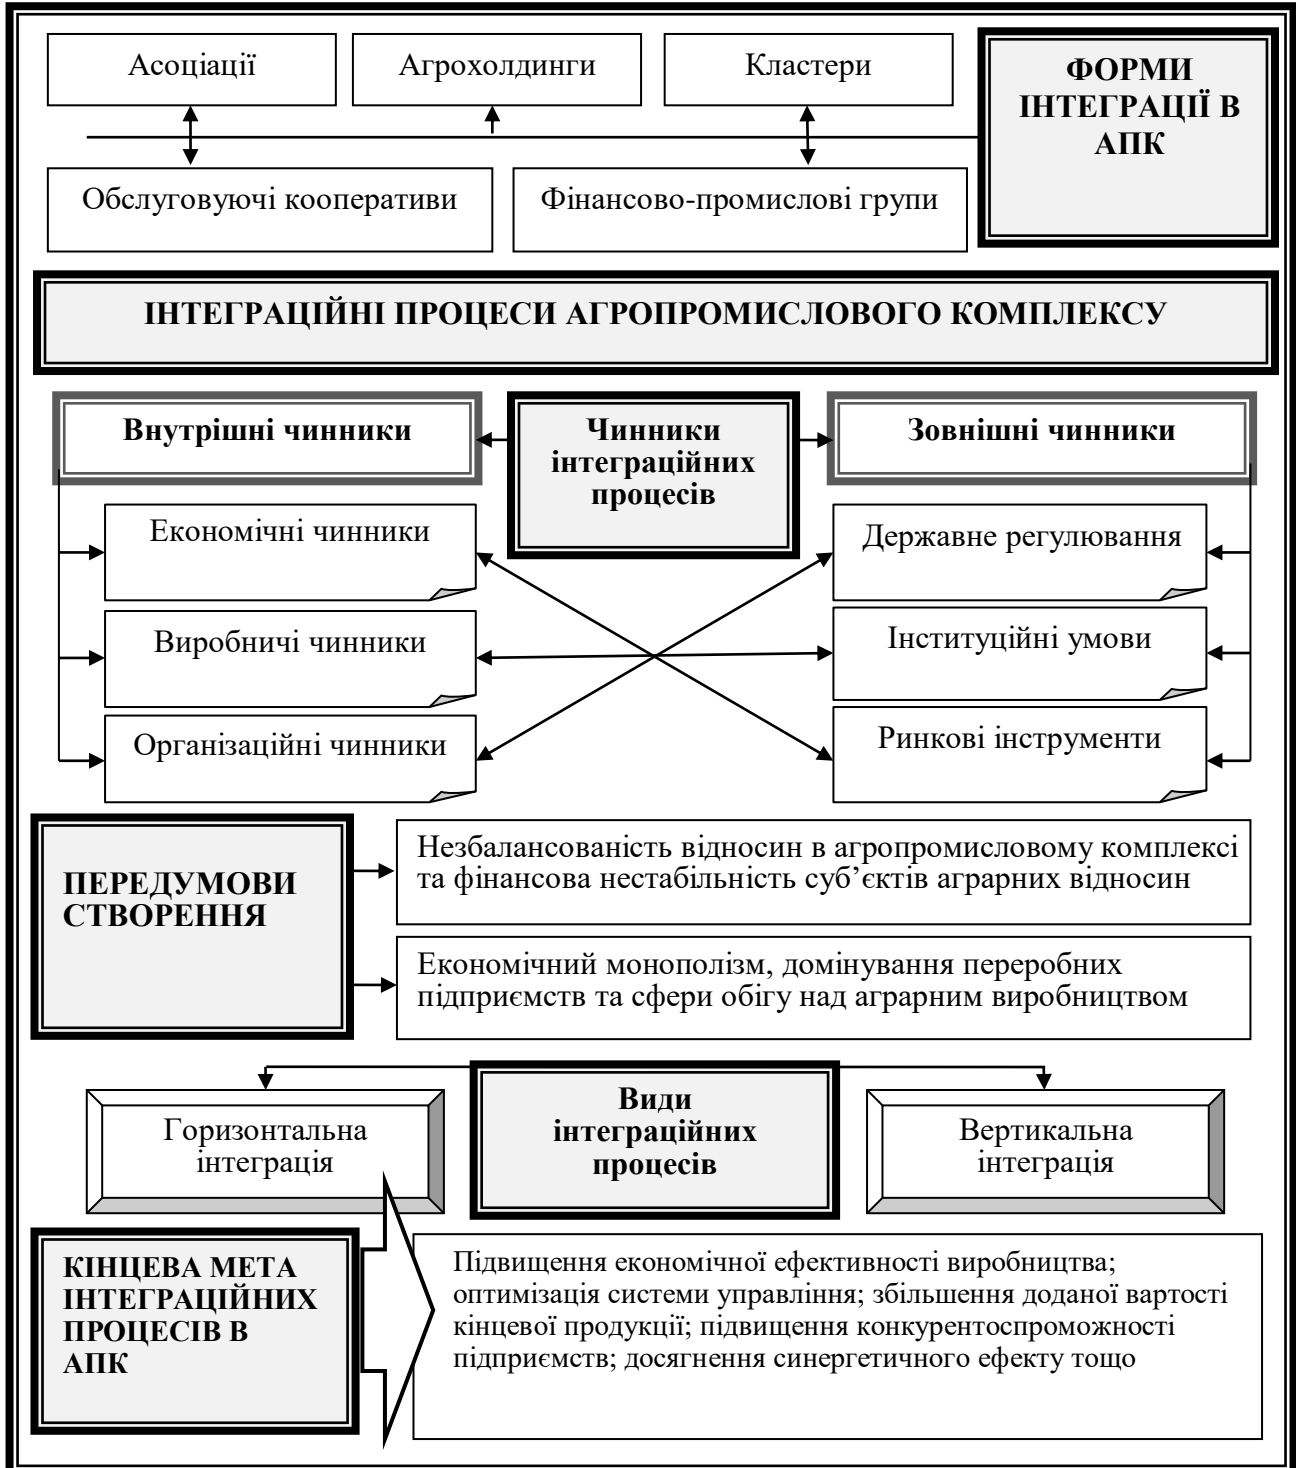 Асоціації
Агрохолдинги
Кластери
ФОРМИ
ІНТЕГРАЦІЇ В
АПК
Обслуговуючі кооперативи
Фінансово-промислові групи
ІНТЕГРАЦІЙНІ ПРОЦЕСИ АГРОПРОМИСЛОВОГО КОМПЛЕКСУ
Внутрішні чинники
Чинники
інтеграційних
процесів
Зовнішні чинники
Економічні чинники
Державне регулювання
Виробничі чинники
Інституційні умови
Організаційні чинники
Ринкові інструменти
ПЕРЕДУМОВИ
СТВОРЕННЯ
Незбалансованість відносин в агропромисловому комплексі
та фінансова нестабільність суб’єктів аграрних відносин
Економічний монополізм, домінування переробних
підприємств та сфери обігу над аграрним виробництвом
Горизонтальна
інтеграція
Види
інтеграційних
процесів
Вертикальна
інтеграція
КІНЦЕВА МЕТА
ІНТЕГРАЦІЙНИХ
ПРОЦЕСІВ В
АПК
Підвищення економічної ефективності виробництва;
оптимізація системи управління; збільшення доданої вартості
кінцевої продукції; підвищення конкурентоспроможності
підприємств; досягнення синергетичного ефекту тощо